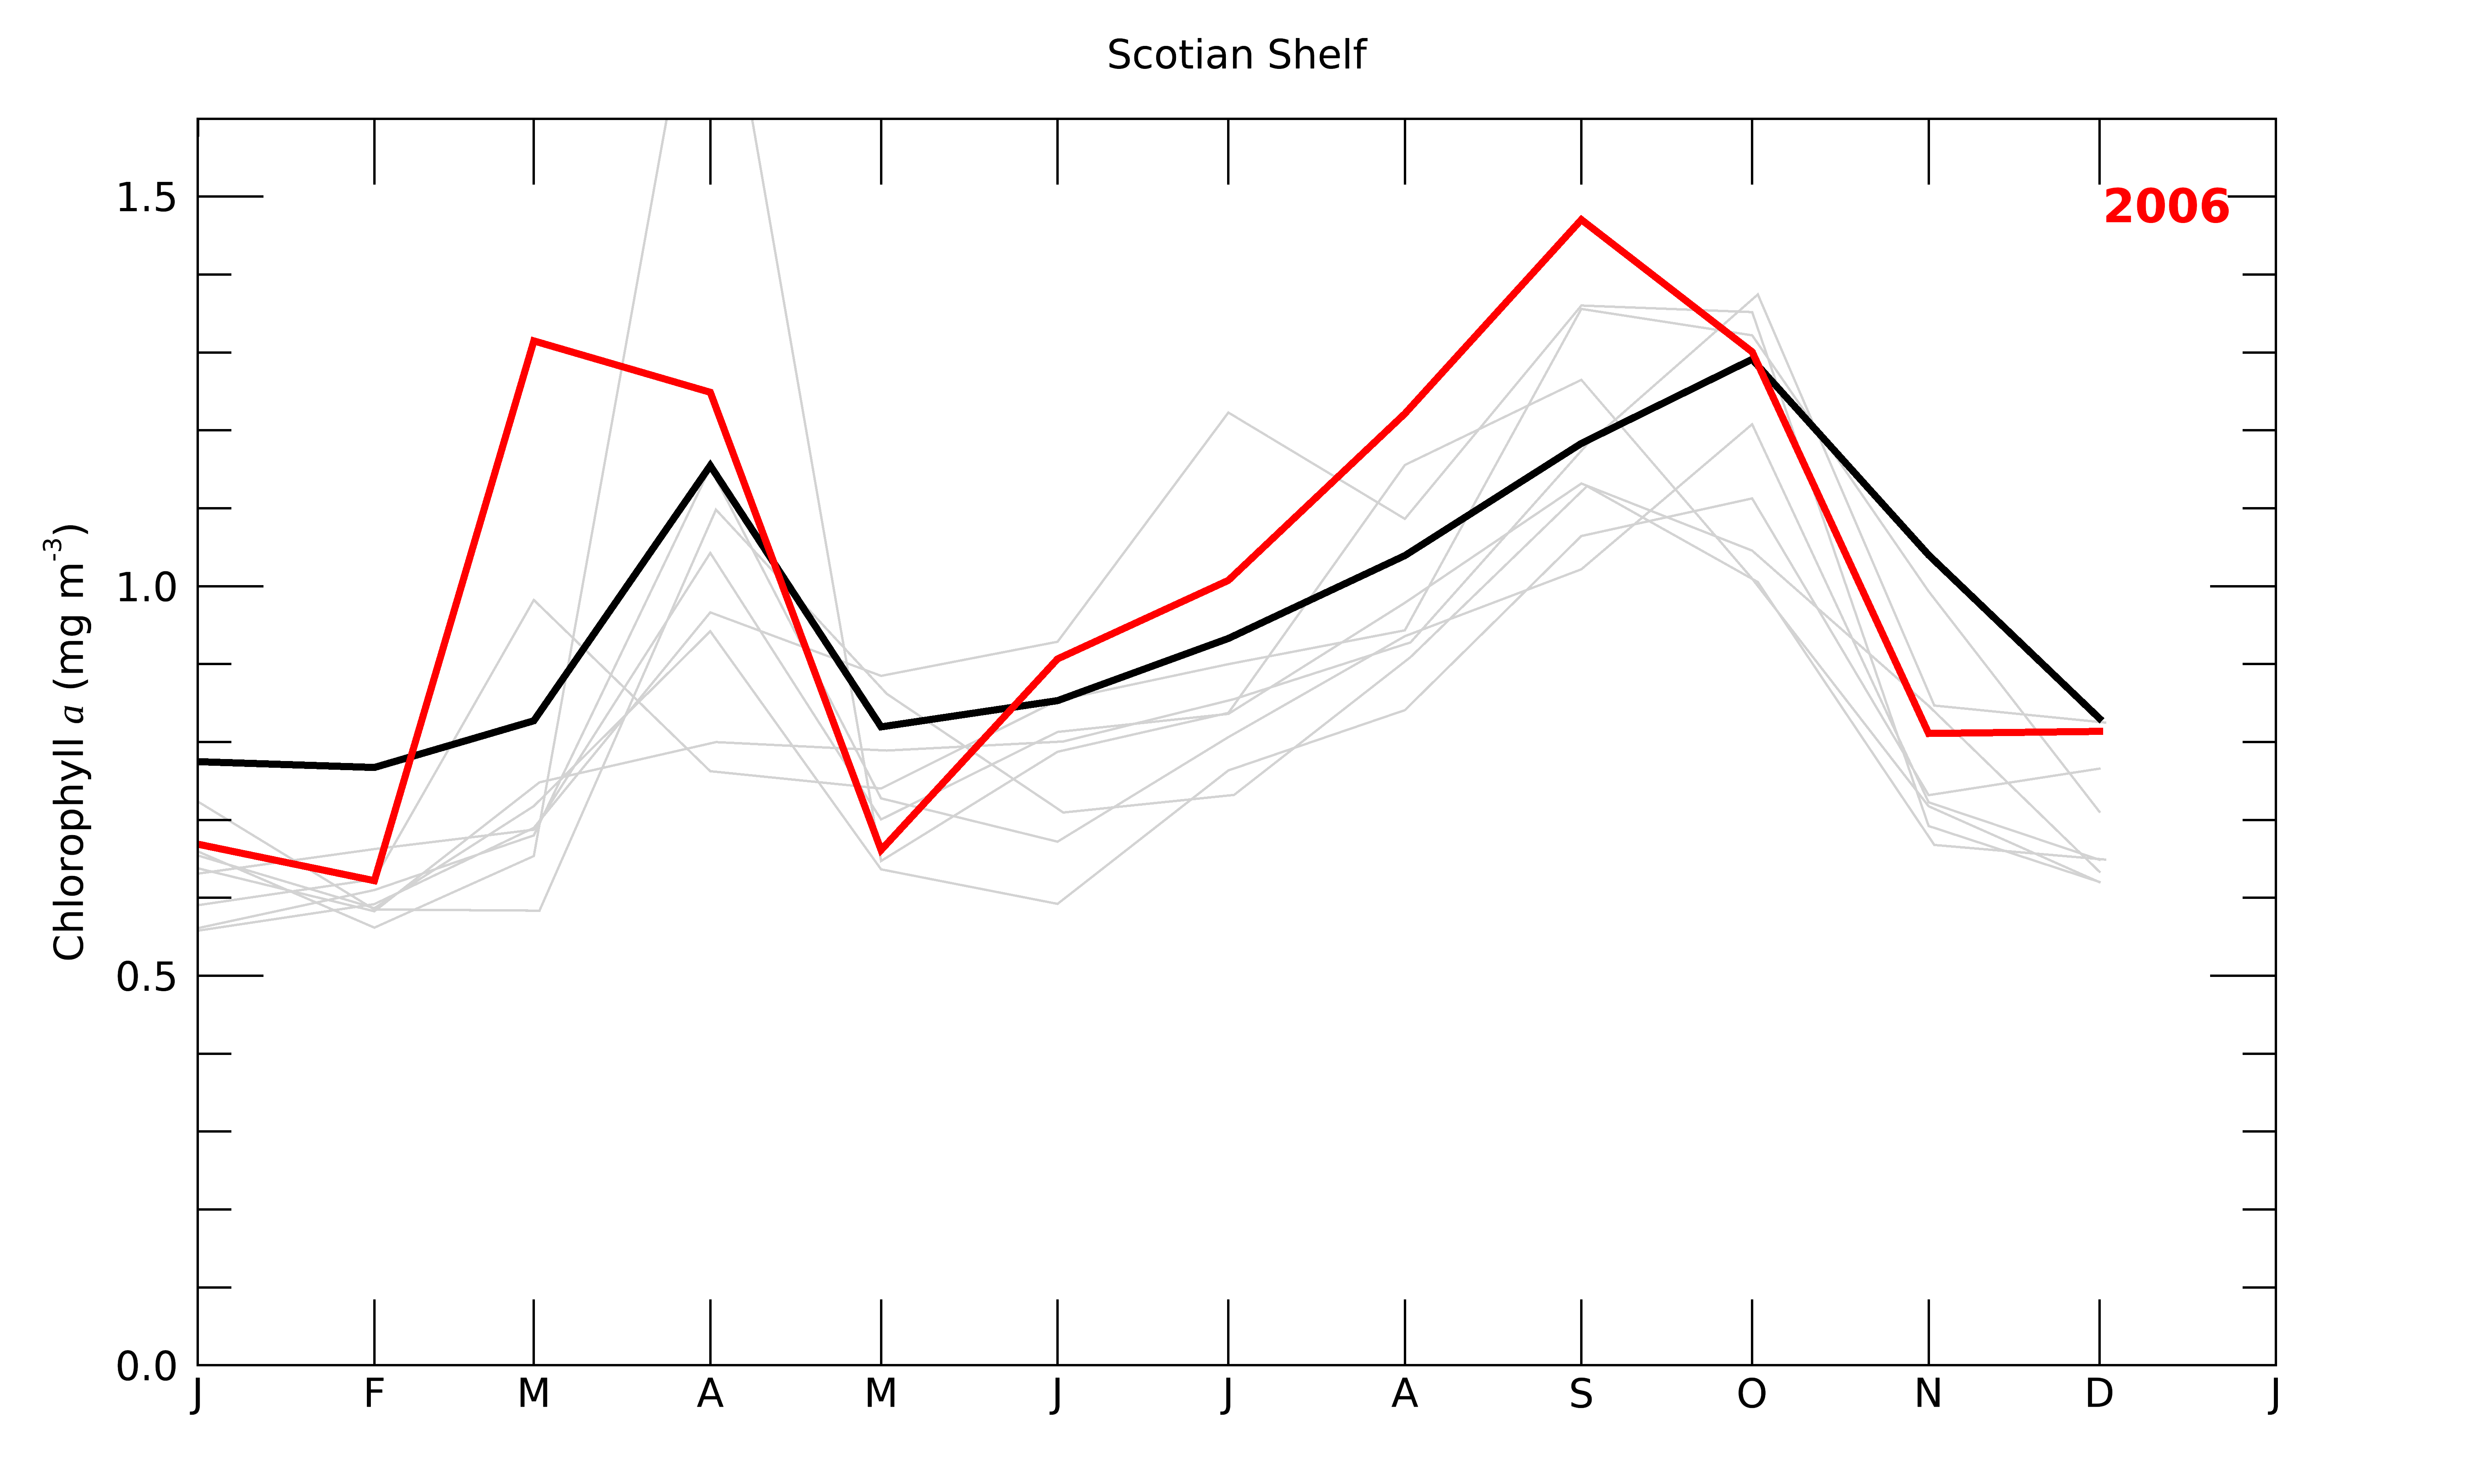 Scotian Shelf
2006
Chlorophyll a (mg m⁻³)
1.5
1.0
0.5
0.0
J F M A M J J A S O N D J